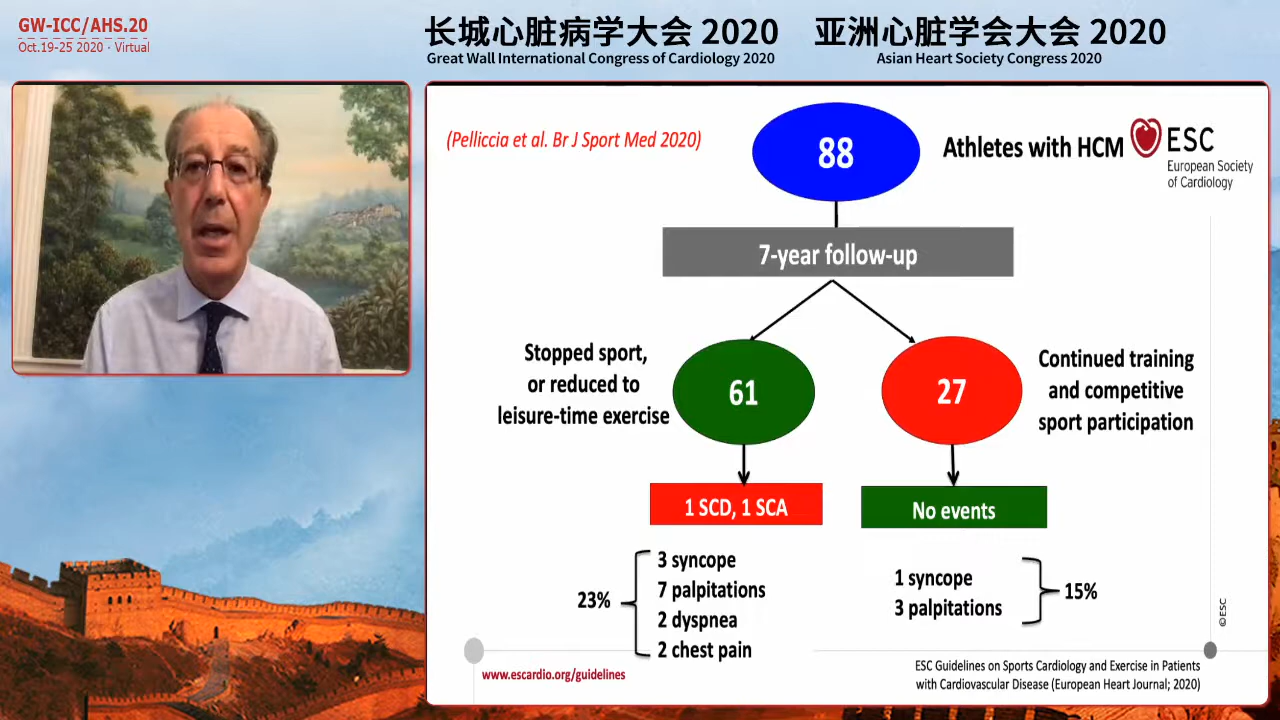 GW-ICC/AHS.20
Oct.19-25 2020 · Virtual
长城心脏病学大会 2020
Great Wall International Congress of Cardiology 2020
亚洲心脏学会大会 2020
Asian Heart Society Congress 2020
(Pelliccia et al. Br J Sport Med 2020)
88
Athletes with HCM
ESC
European Society
of Cardiology
7-year follow-up
Stopped sport,
or reduced to
leisure-time exercise
61
27
Continued training
and competitive
sport participation
1 SCD, 1 SCA
No events
23%
3 syncope
7 palpitations
2 dyspnea
2 chest pain
1 syncope
3 palpitations
15%
©ESC
www.escardio.org/guidelines
ESC Guidelines on Sports Cardiology and Exercise in Patients
with Cardiovascular Disease (European Heart Journal; 2020)